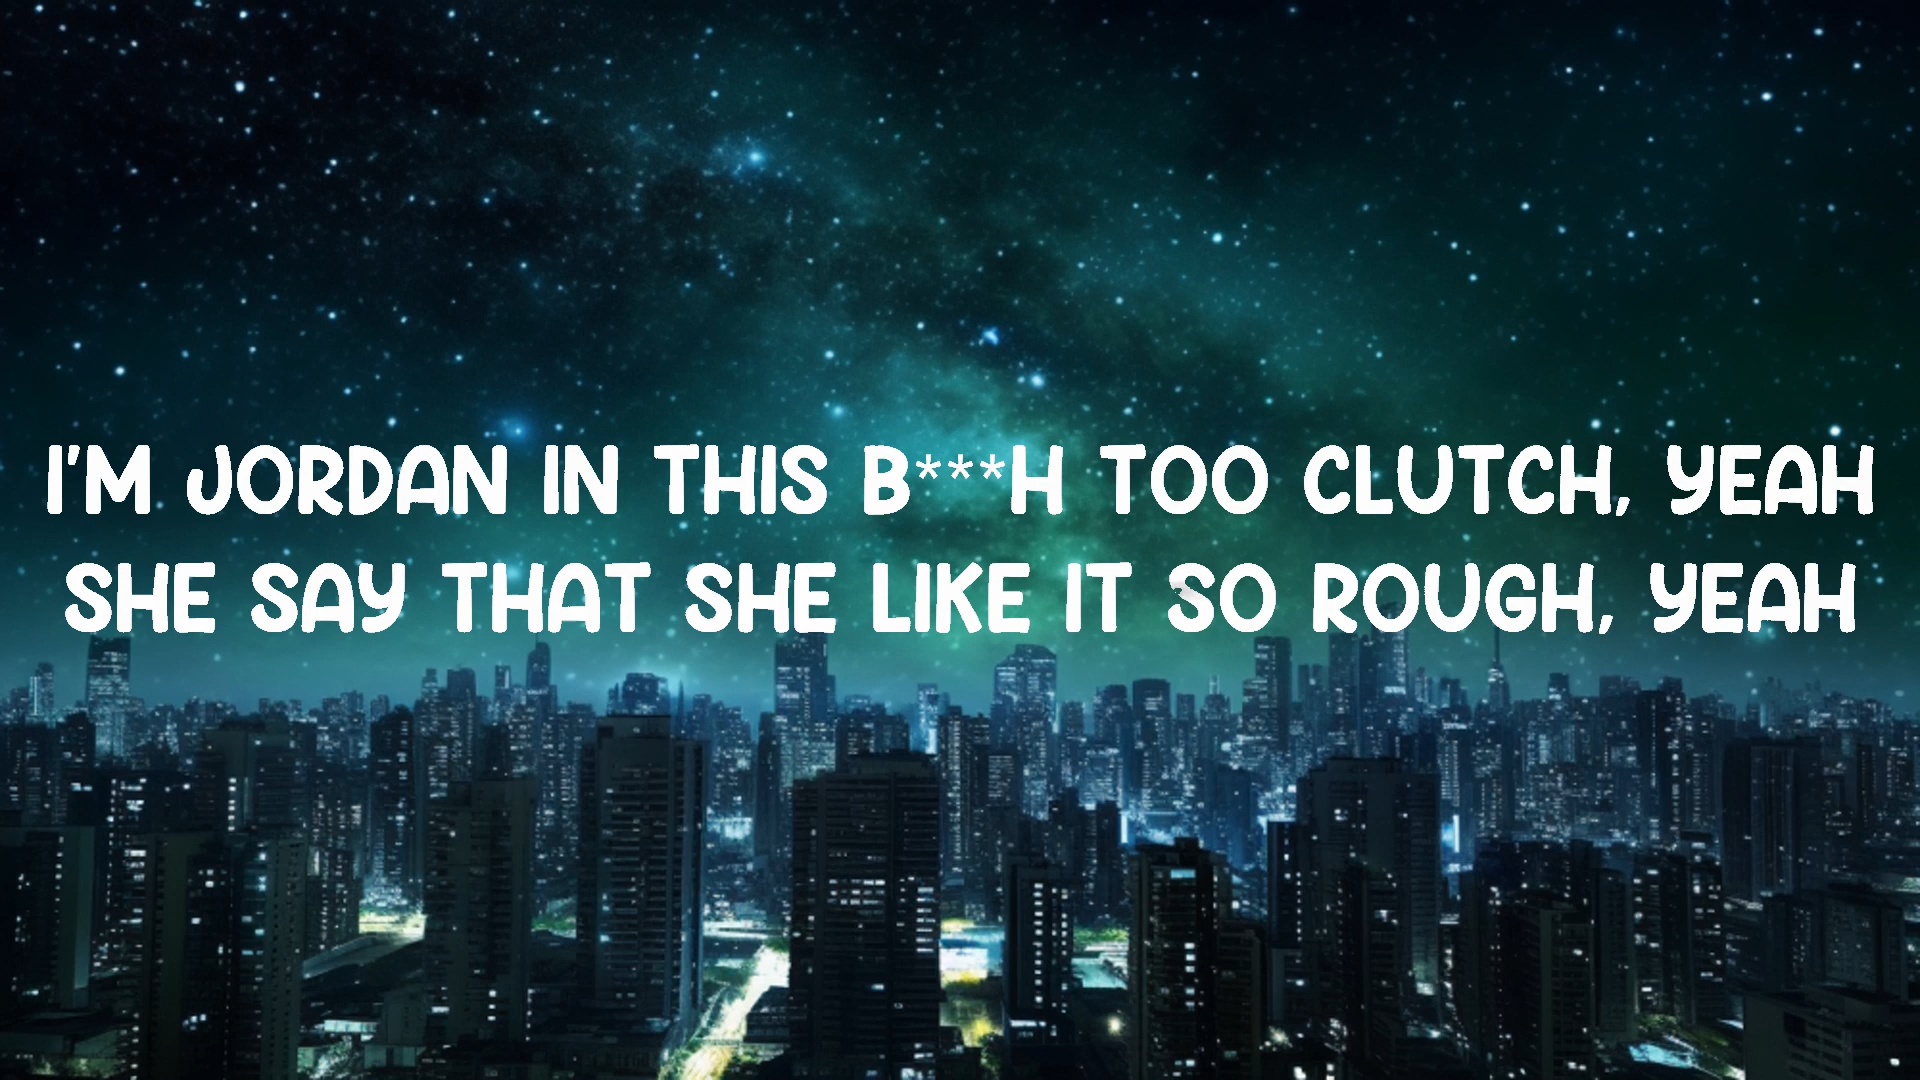 I'M JORDAN IN THIS B***H TOO CLUTCH, YEAH
SHE SAY THAT SHE LIKE IT SO ROUGH, YEAH